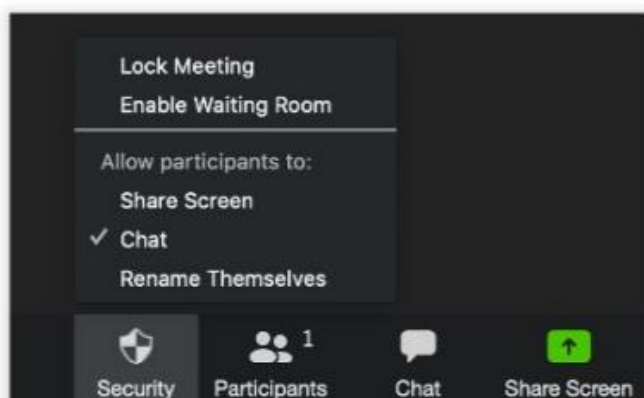 Lock Meeting
Enable Waiting Room
Allow participants to:
Share Screen
✓ Chat
Rename Themselves
1
Security Participants Chat Share Screen